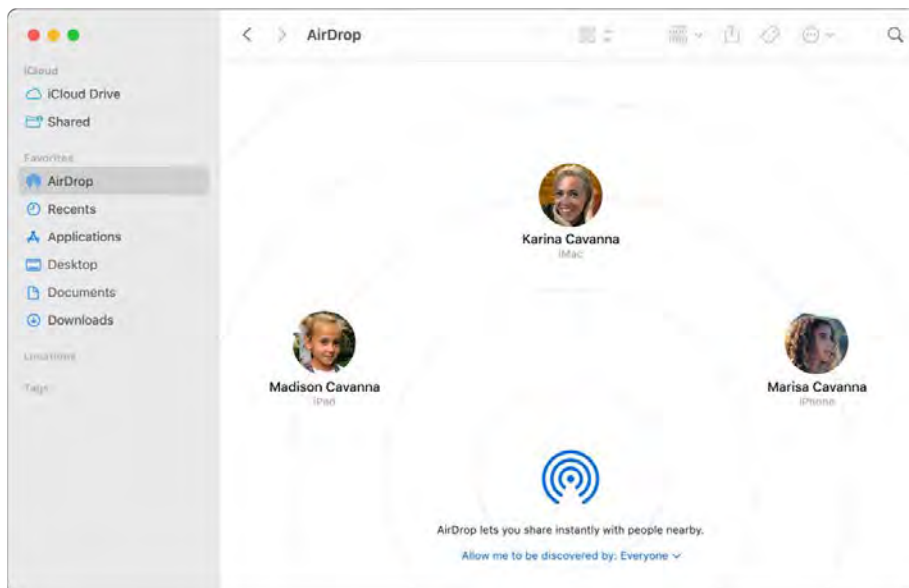 AirDrop
iCloud
iCloud Drive
Shared
Favorites
AirDrop
Recents
Applications
Desktop
Documents
Downloads
Locations
Tags
Karina Cavanna
iMac
Madison Cavanna
iPad
Marisa Cavanna
iPhone
AirDrop lets you share instantly with people nearby.
Allow me to be discovered by: Everyone